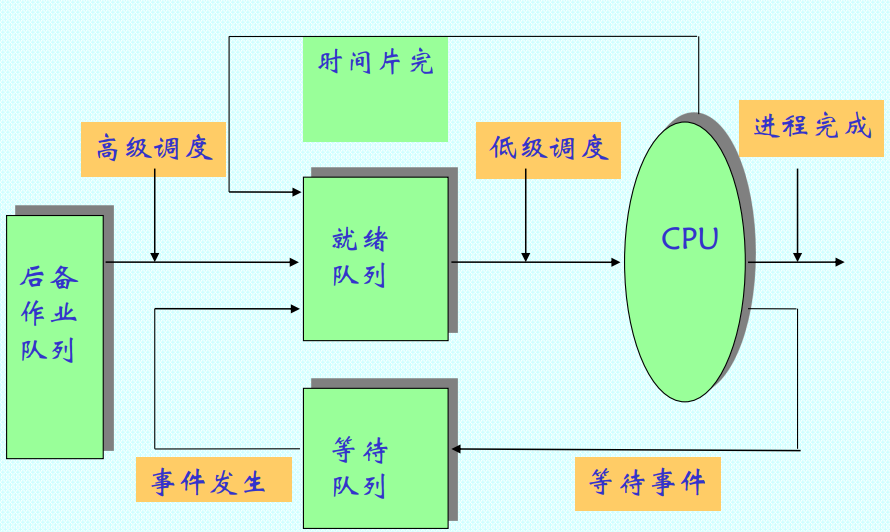 时间片完
高级调度
低级调度
进程完成
就绪
队列
CPU
后备
作业
队列
等待
队列
事件发生
等待事件